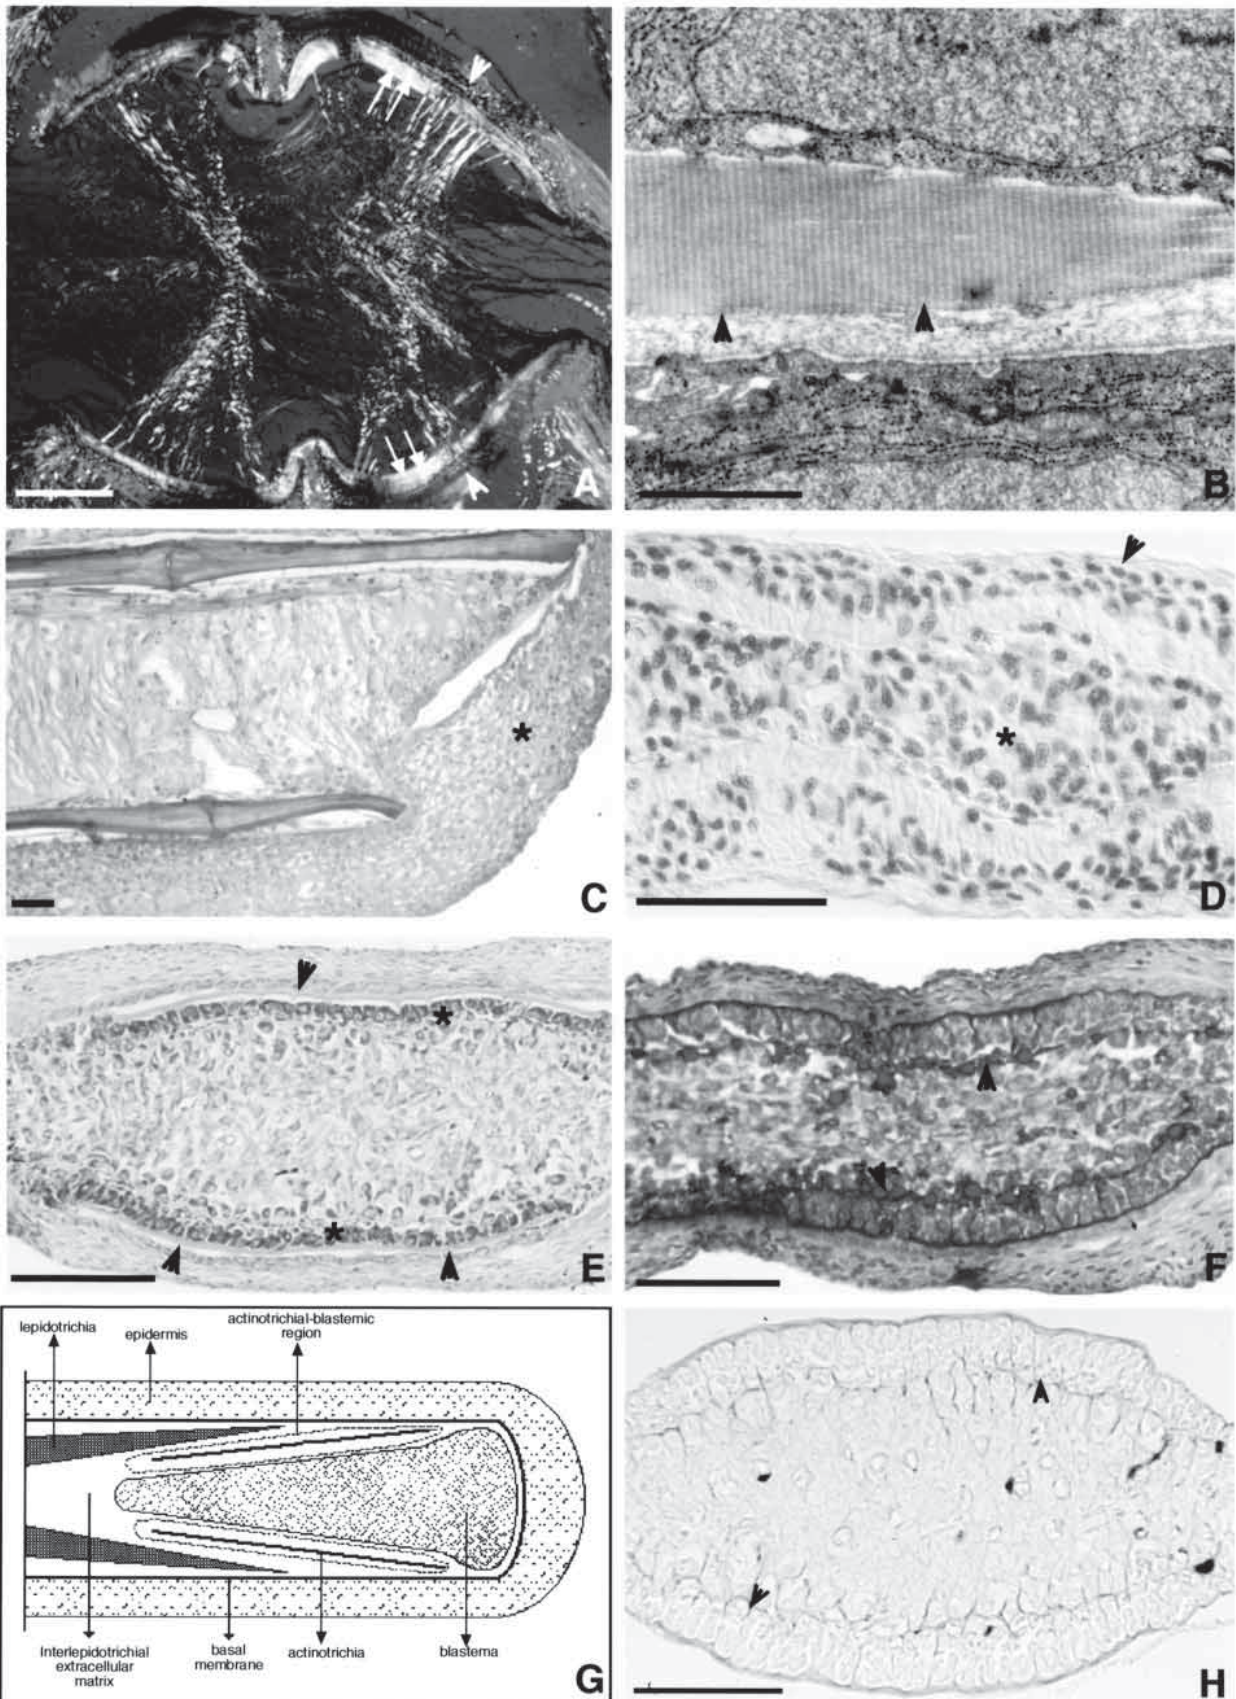 A
B
C
*
D
*
E
*
*
F
lepidotrichia
epidermis
actinotrichial-blastemic
region
Interlepidotrichial
extracellular
matrix
basal
membrane
actinotrichia
blastema
G
H